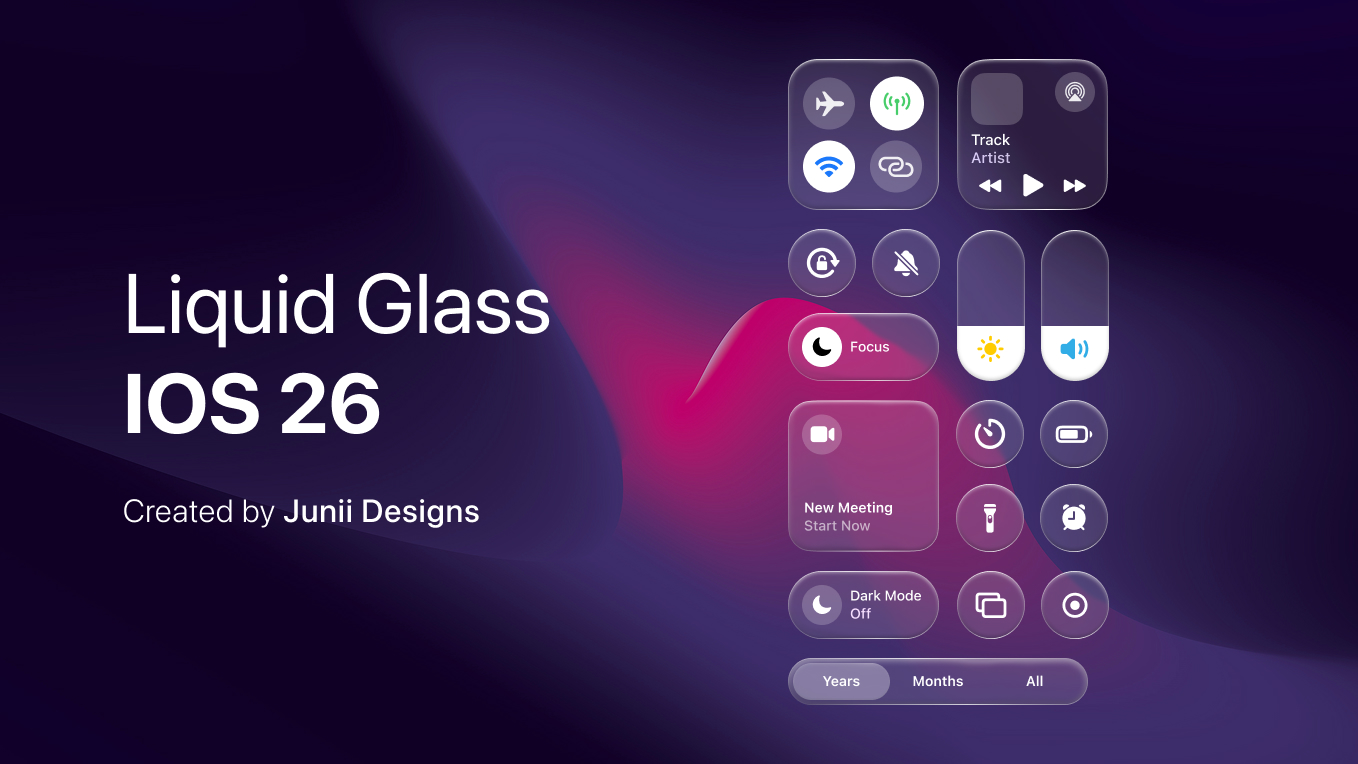 Liquid Glass
IOS 26
Created by Junii Designs
Track
Artist
Focus
New Meeting
Start Now
Dark Mode
Off
Years Months All